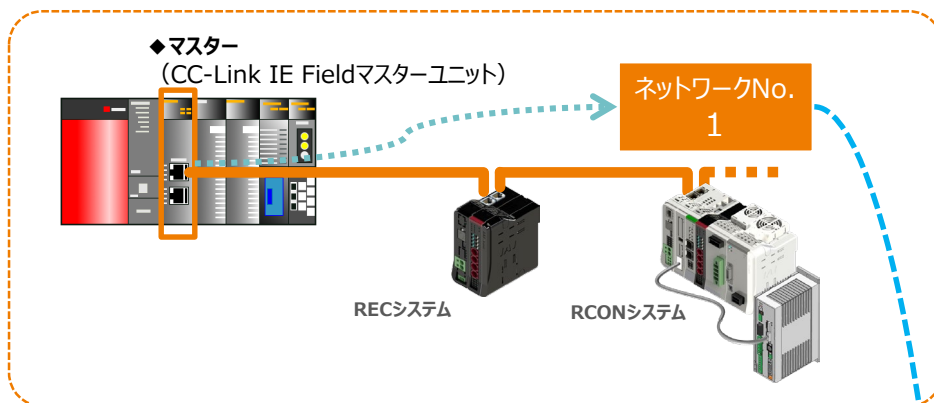 ◆マスター
（CC-Link IE Fieldマスターユニット）
ネットワークNo.
1
RECシステム
RCONシステム